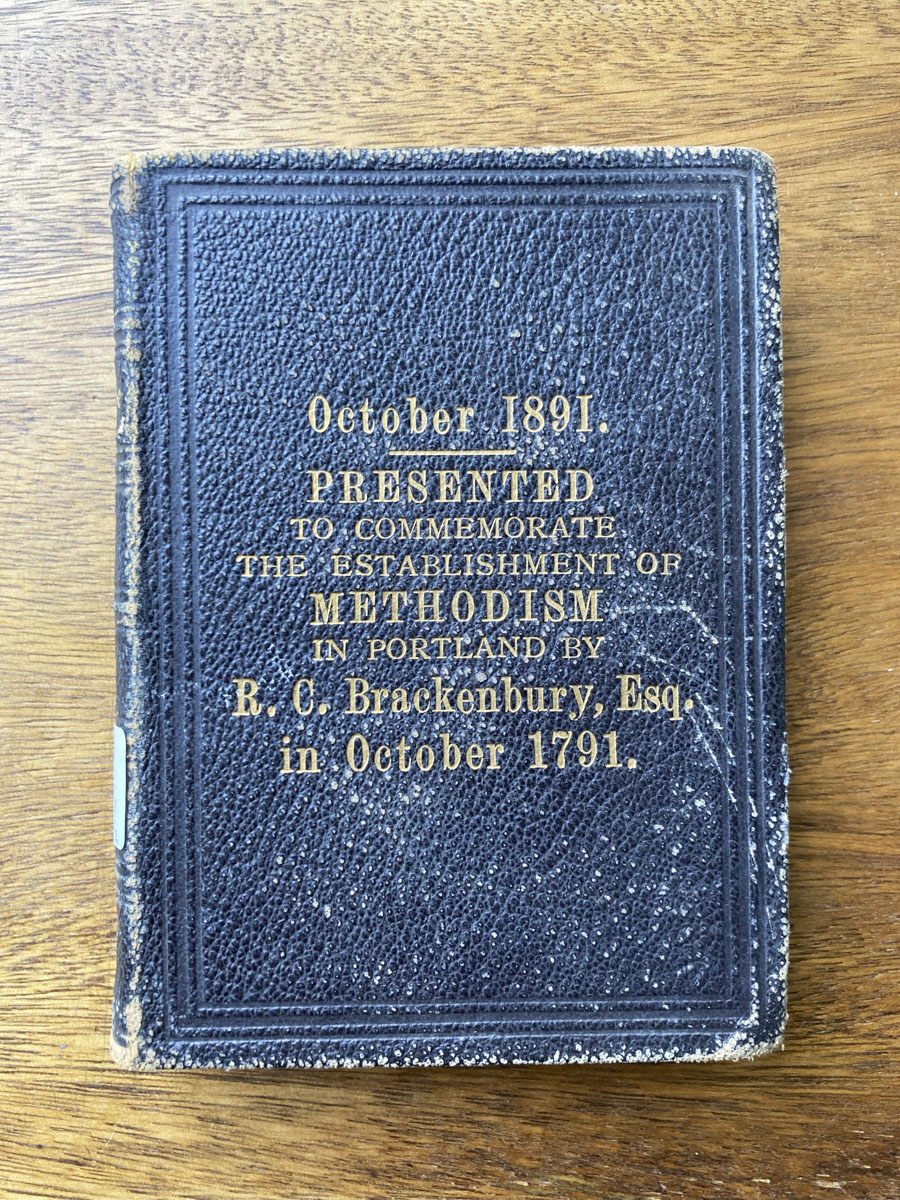 October 1891.
PRESENTED
TO COMMEMORATE
THE ESTABLISHMENT OF
METHODISM
IN PORTLAND BY
R. C. Brackenbury, Esq.
in October 1791.